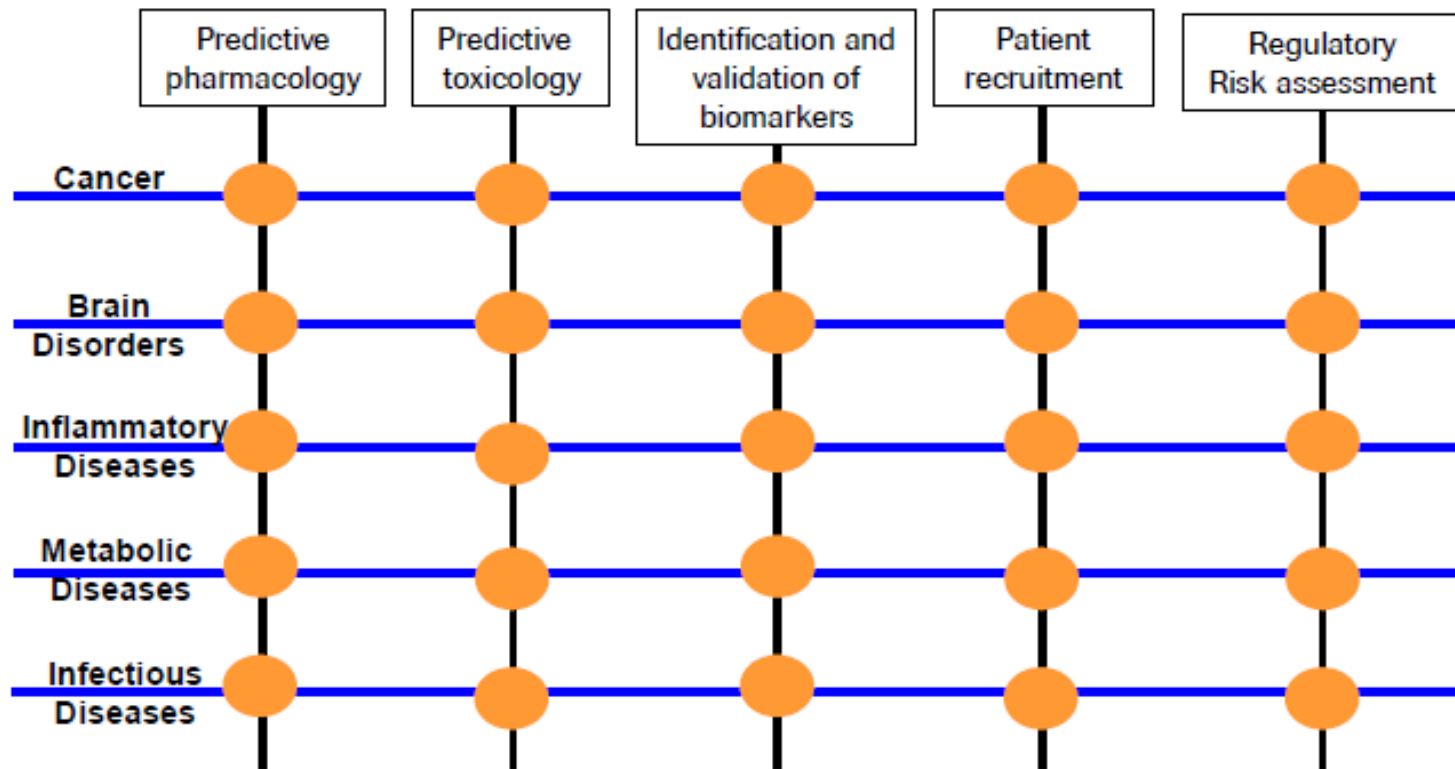 Predictive
pharmacology
Predictive
toxicology
Identification and
validation of
biomarkers
Patient
recruitment
Regulatory
Risk assessment
Cancer
Brain
Disorders
Inflammatory
Diseases
Metabolic
Diseases
Infectious
Diseases